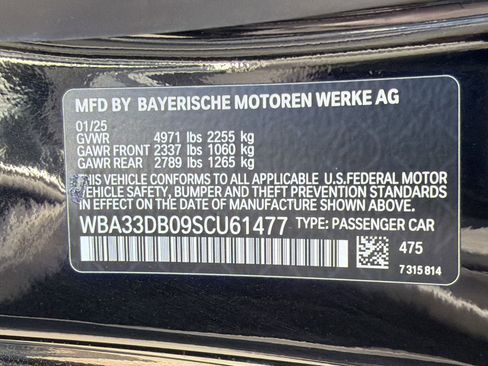 MFD BY BAYERISCHE MOTOREN WERKE AG
01/25
GVWR 4971 lbs 2255 kg
GAWR FRONT 2337 lbs 1060 kg
GAWR REAR 2789 lbs 1265 kg
THIS VEHICLE CONFORMS TO ALL APPLICABLE U.S.FEDERAL MOTOR
VEHICLE SAFETY, BUMPER AND THEFT PREVENTION STANDARDS
IN EFFECT ON THE DATE OF MANUFACTURE SHOWN ABOVE.
WBA33DB09SCU61477 TYPE: PASSENGER CAR
475
7 315 814